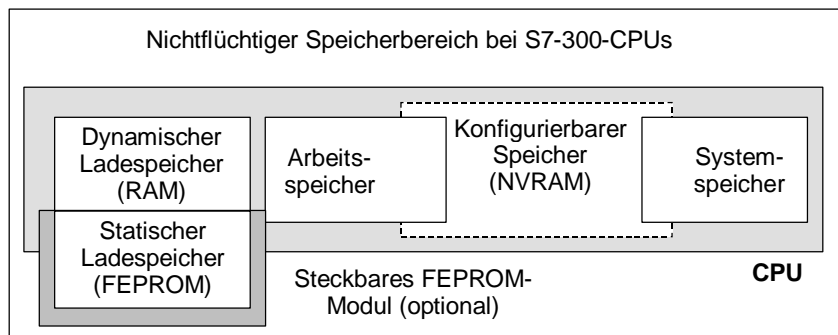 Nichtflüchtiger Speicherbereich bei S7-300-CPUs
Dynamischer
Ladespeicher
(RAM)
Arbeits-
speicher
Konfigurierbarer
Speicher
(NVRAM)
System-
speicher
Statischer
Ladespeicher
(FEPROM)
Steckbares FEPROM-
Modul (optional)
CPU